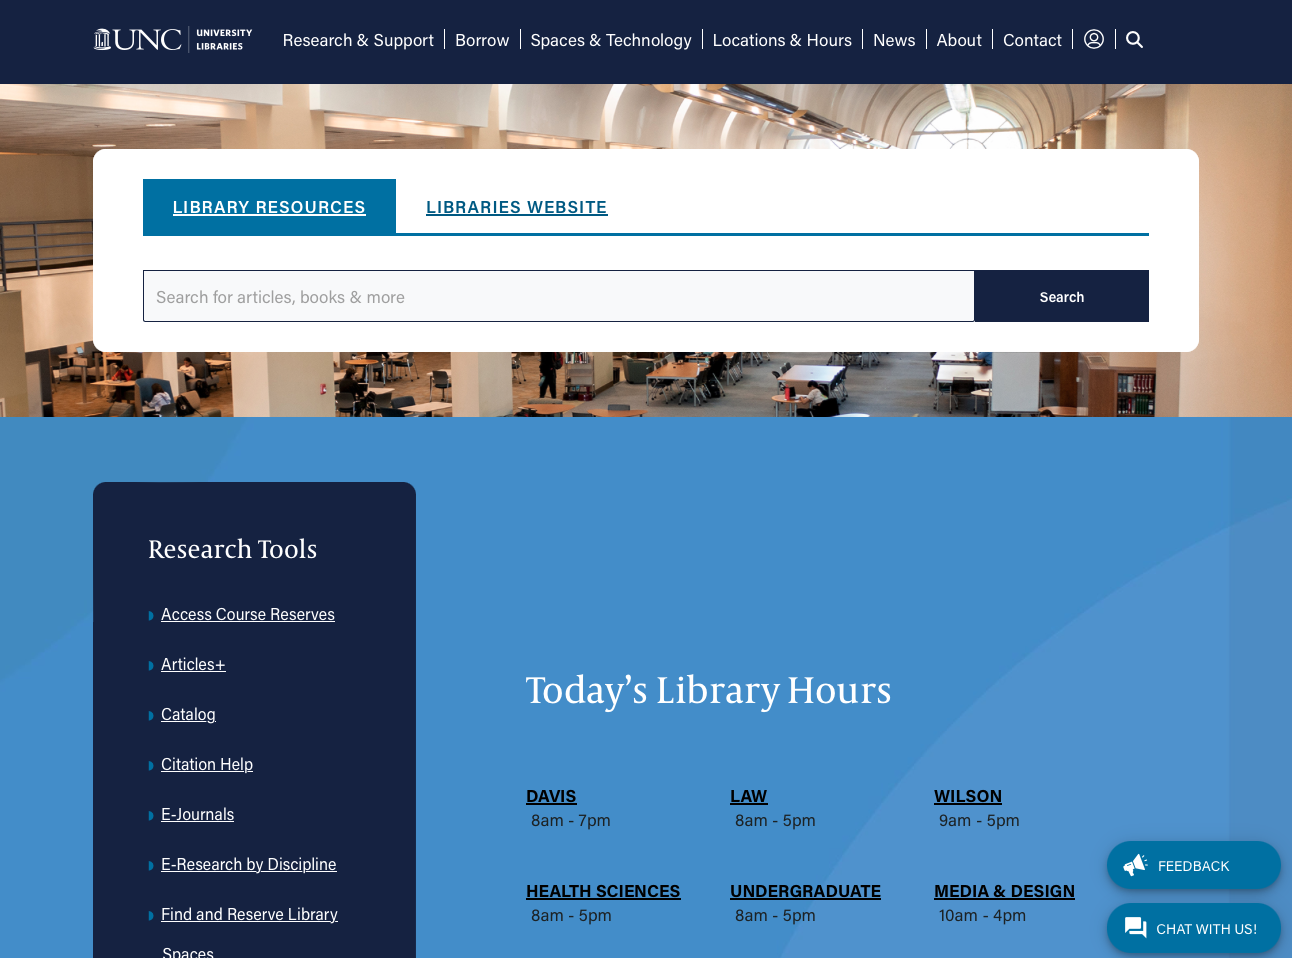 UNC UNIVERSITY LIBRARIES
Research & Support
Borrow
Spaces & Technology
Locations & Hours
News
About
Contact
LIBRARY RESOURCES
LIBRARIES WEBSITE
Search for articles, books & more
Search
Research Tools
Access Course Reserves
Articles+
Catalog
Citation Help
E-Journals
E-Research by Discipline
Find and Reserve Library
Spaces
Today’s Library Hours
DAVIS
8am - 7pm
LAW
8am - 5pm
WILSON
9am - 5pm
HEALTH SCIENCES
8am - 5pm
UNDERGRADUATE
8am - 5pm
MEDIA & DESIGN
10am - 4pm
FEEDBACK
CHAT WITH US!